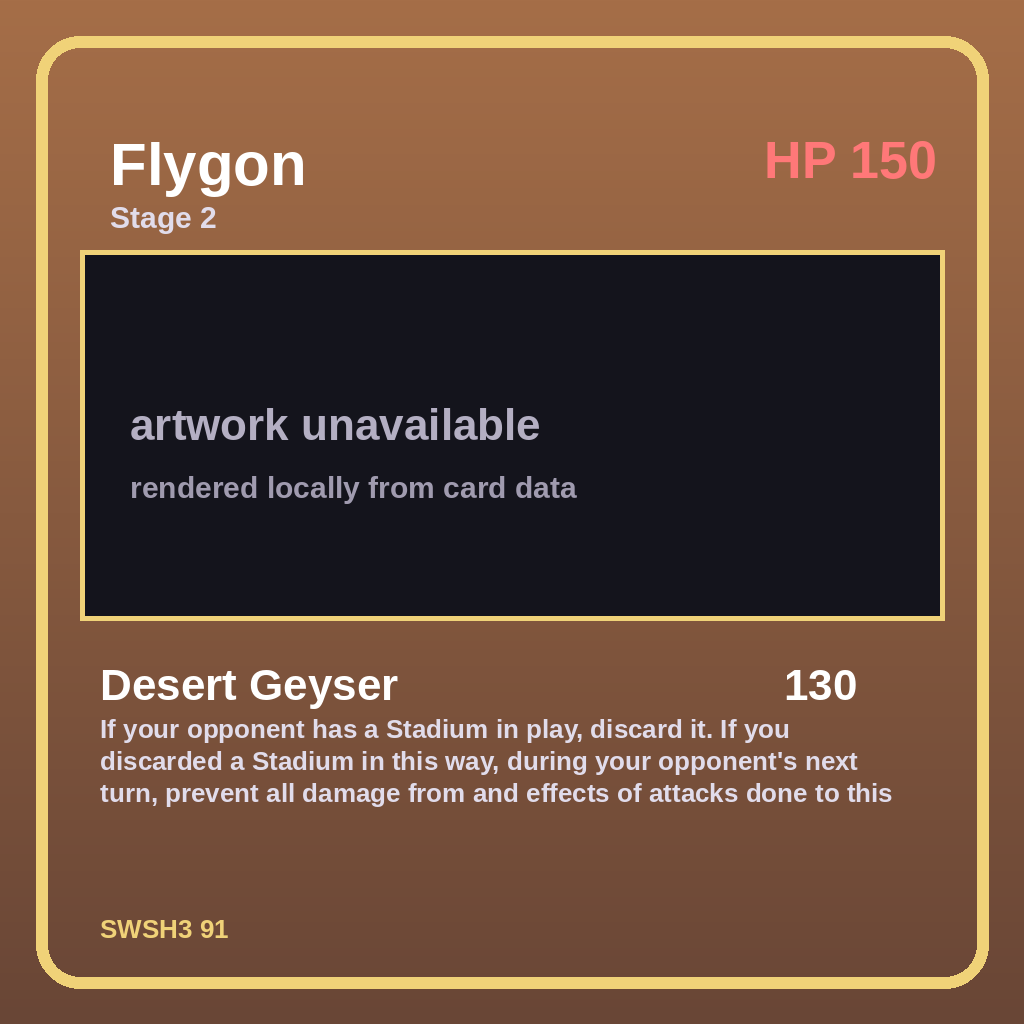 Flygon
HP 150
Stage 2
artwork unavailable
rendered locally from card data
Desert Geyser
130
If your opponent has a Stadium in play, discard it. If you
discarded a Stadium in this way, during your opponent's next
turn, prevent all damage from and effects of attacks done to this
SWSH3 91